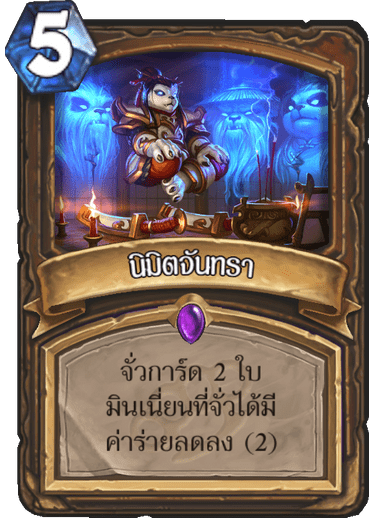 5
นิมิตจันทรา
จั่วการ์ด 2 ใบ
มินเนี่ยนที่จั่วได้มี
ค่าร่ายลดลง (2)